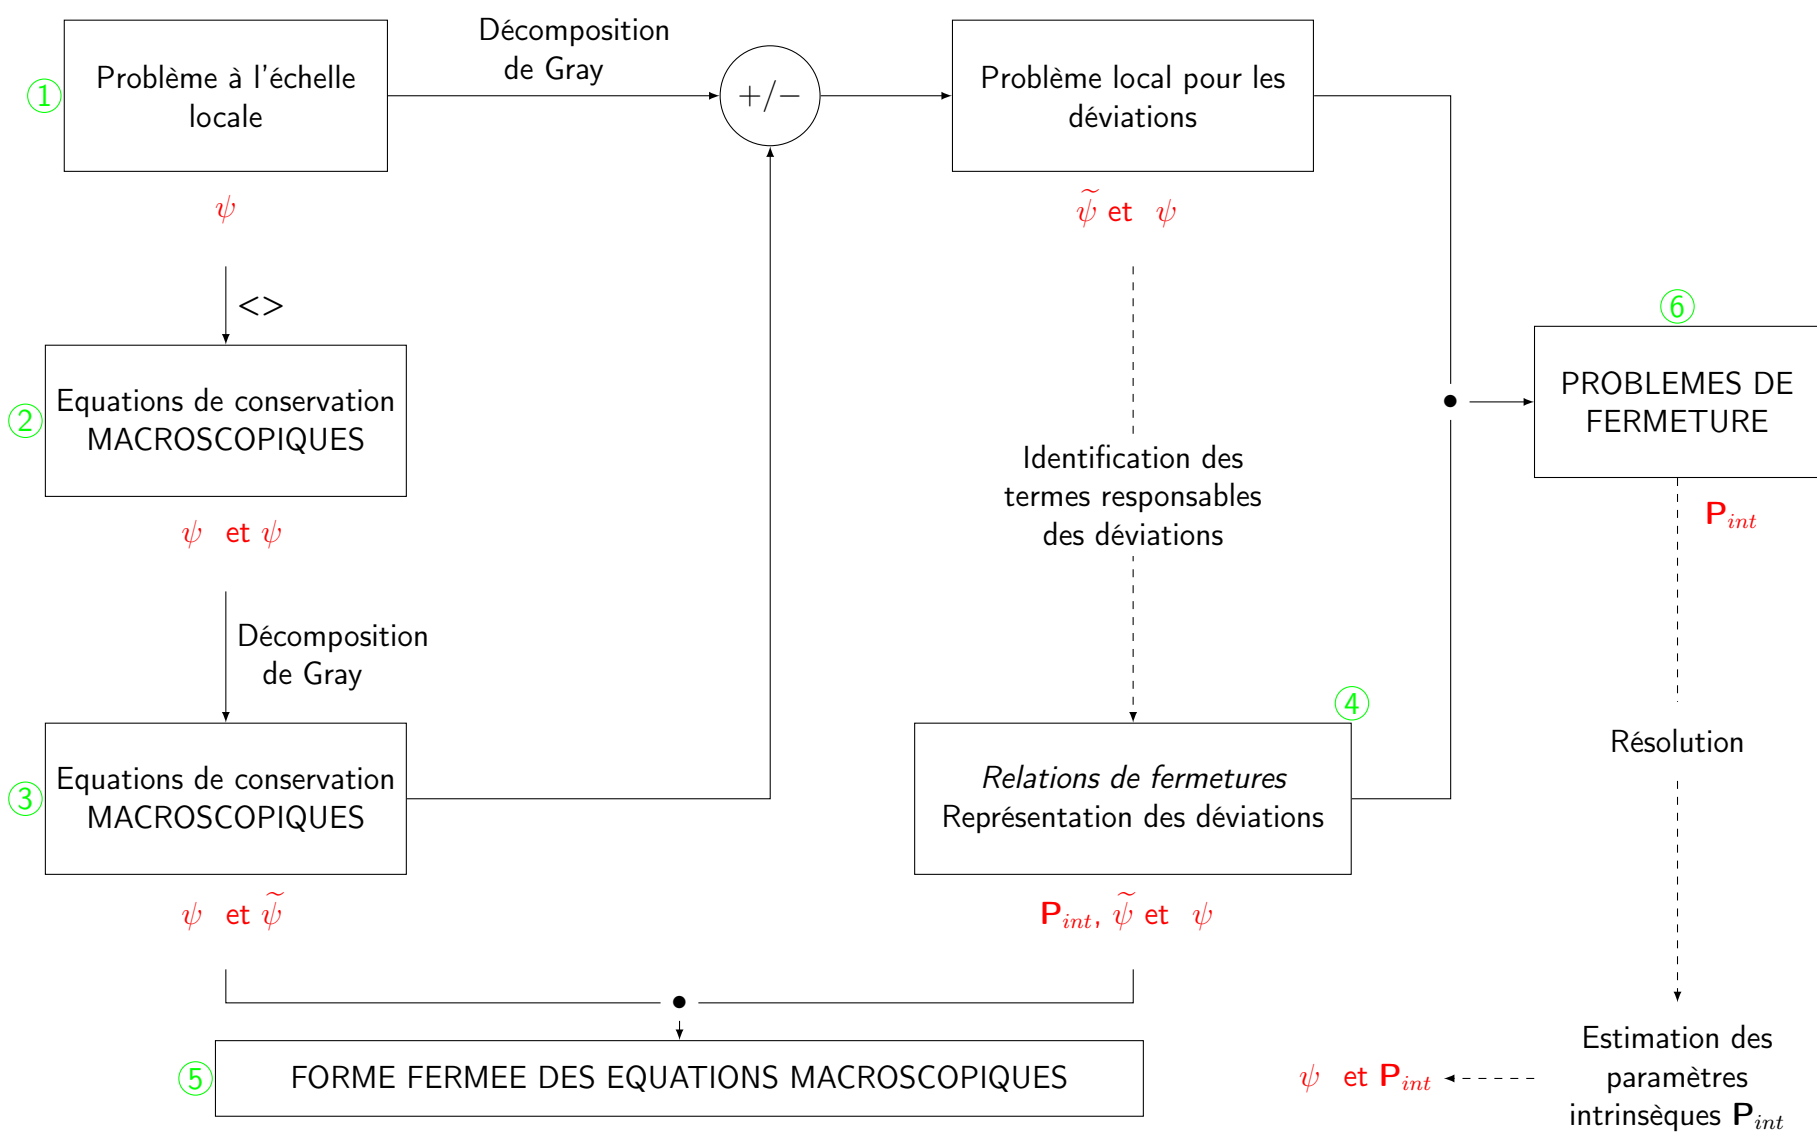 ①
Problème à l'échelle
locale
ψ
Décomposition
de Gray
+/−
Problème local pour les
déviations
ψ̃ et ψ
<>
②
Equations de conservation
MACROSCOPIQUES
ψ et ψ
Décomposition
de Gray
③
Equations de conservation
MACROSCOPIQUES
ψ et ψ̃
Identification des
termes responsables
des déviations
④
Relations de fermetures
Représentation des déviations
P_int, ψ̃ et ψ
⑥
PROBLEMES DE
FERMETURE
P_int
Résolution
Estimation des
paramètres
intrinsèques P_int
ψ et P_int
⑤
FORME FERMEE DES EQUATIONS MACROSCOPIQUES